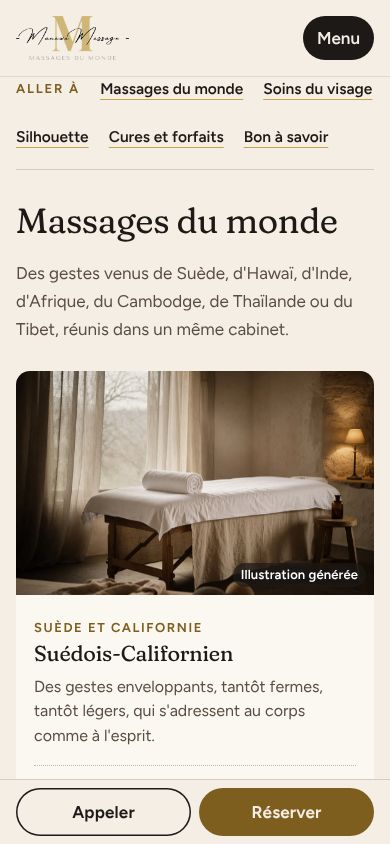 M
Muneva Massage
MASSAGES DU MONDE
Menu
ALLER À Massages du monde Soins du visage
Silhouette Cures et forfaits Bon à savoir
Massages du monde
Des gestes venus de Suède, d'Hawaï, d'Inde,
d'Afrique, du Cambodge, de Thaïlande ou du
Tibet, réunis dans un même cabinet.
Illustration générée
SUÈDE ET CALIFORNIE
Suédois-Californien
Des gestes enveloppants, tantôt fermes,
tantôt légers, qui s'adressent au corps
comme à l'esprit.
Appeler Réserver